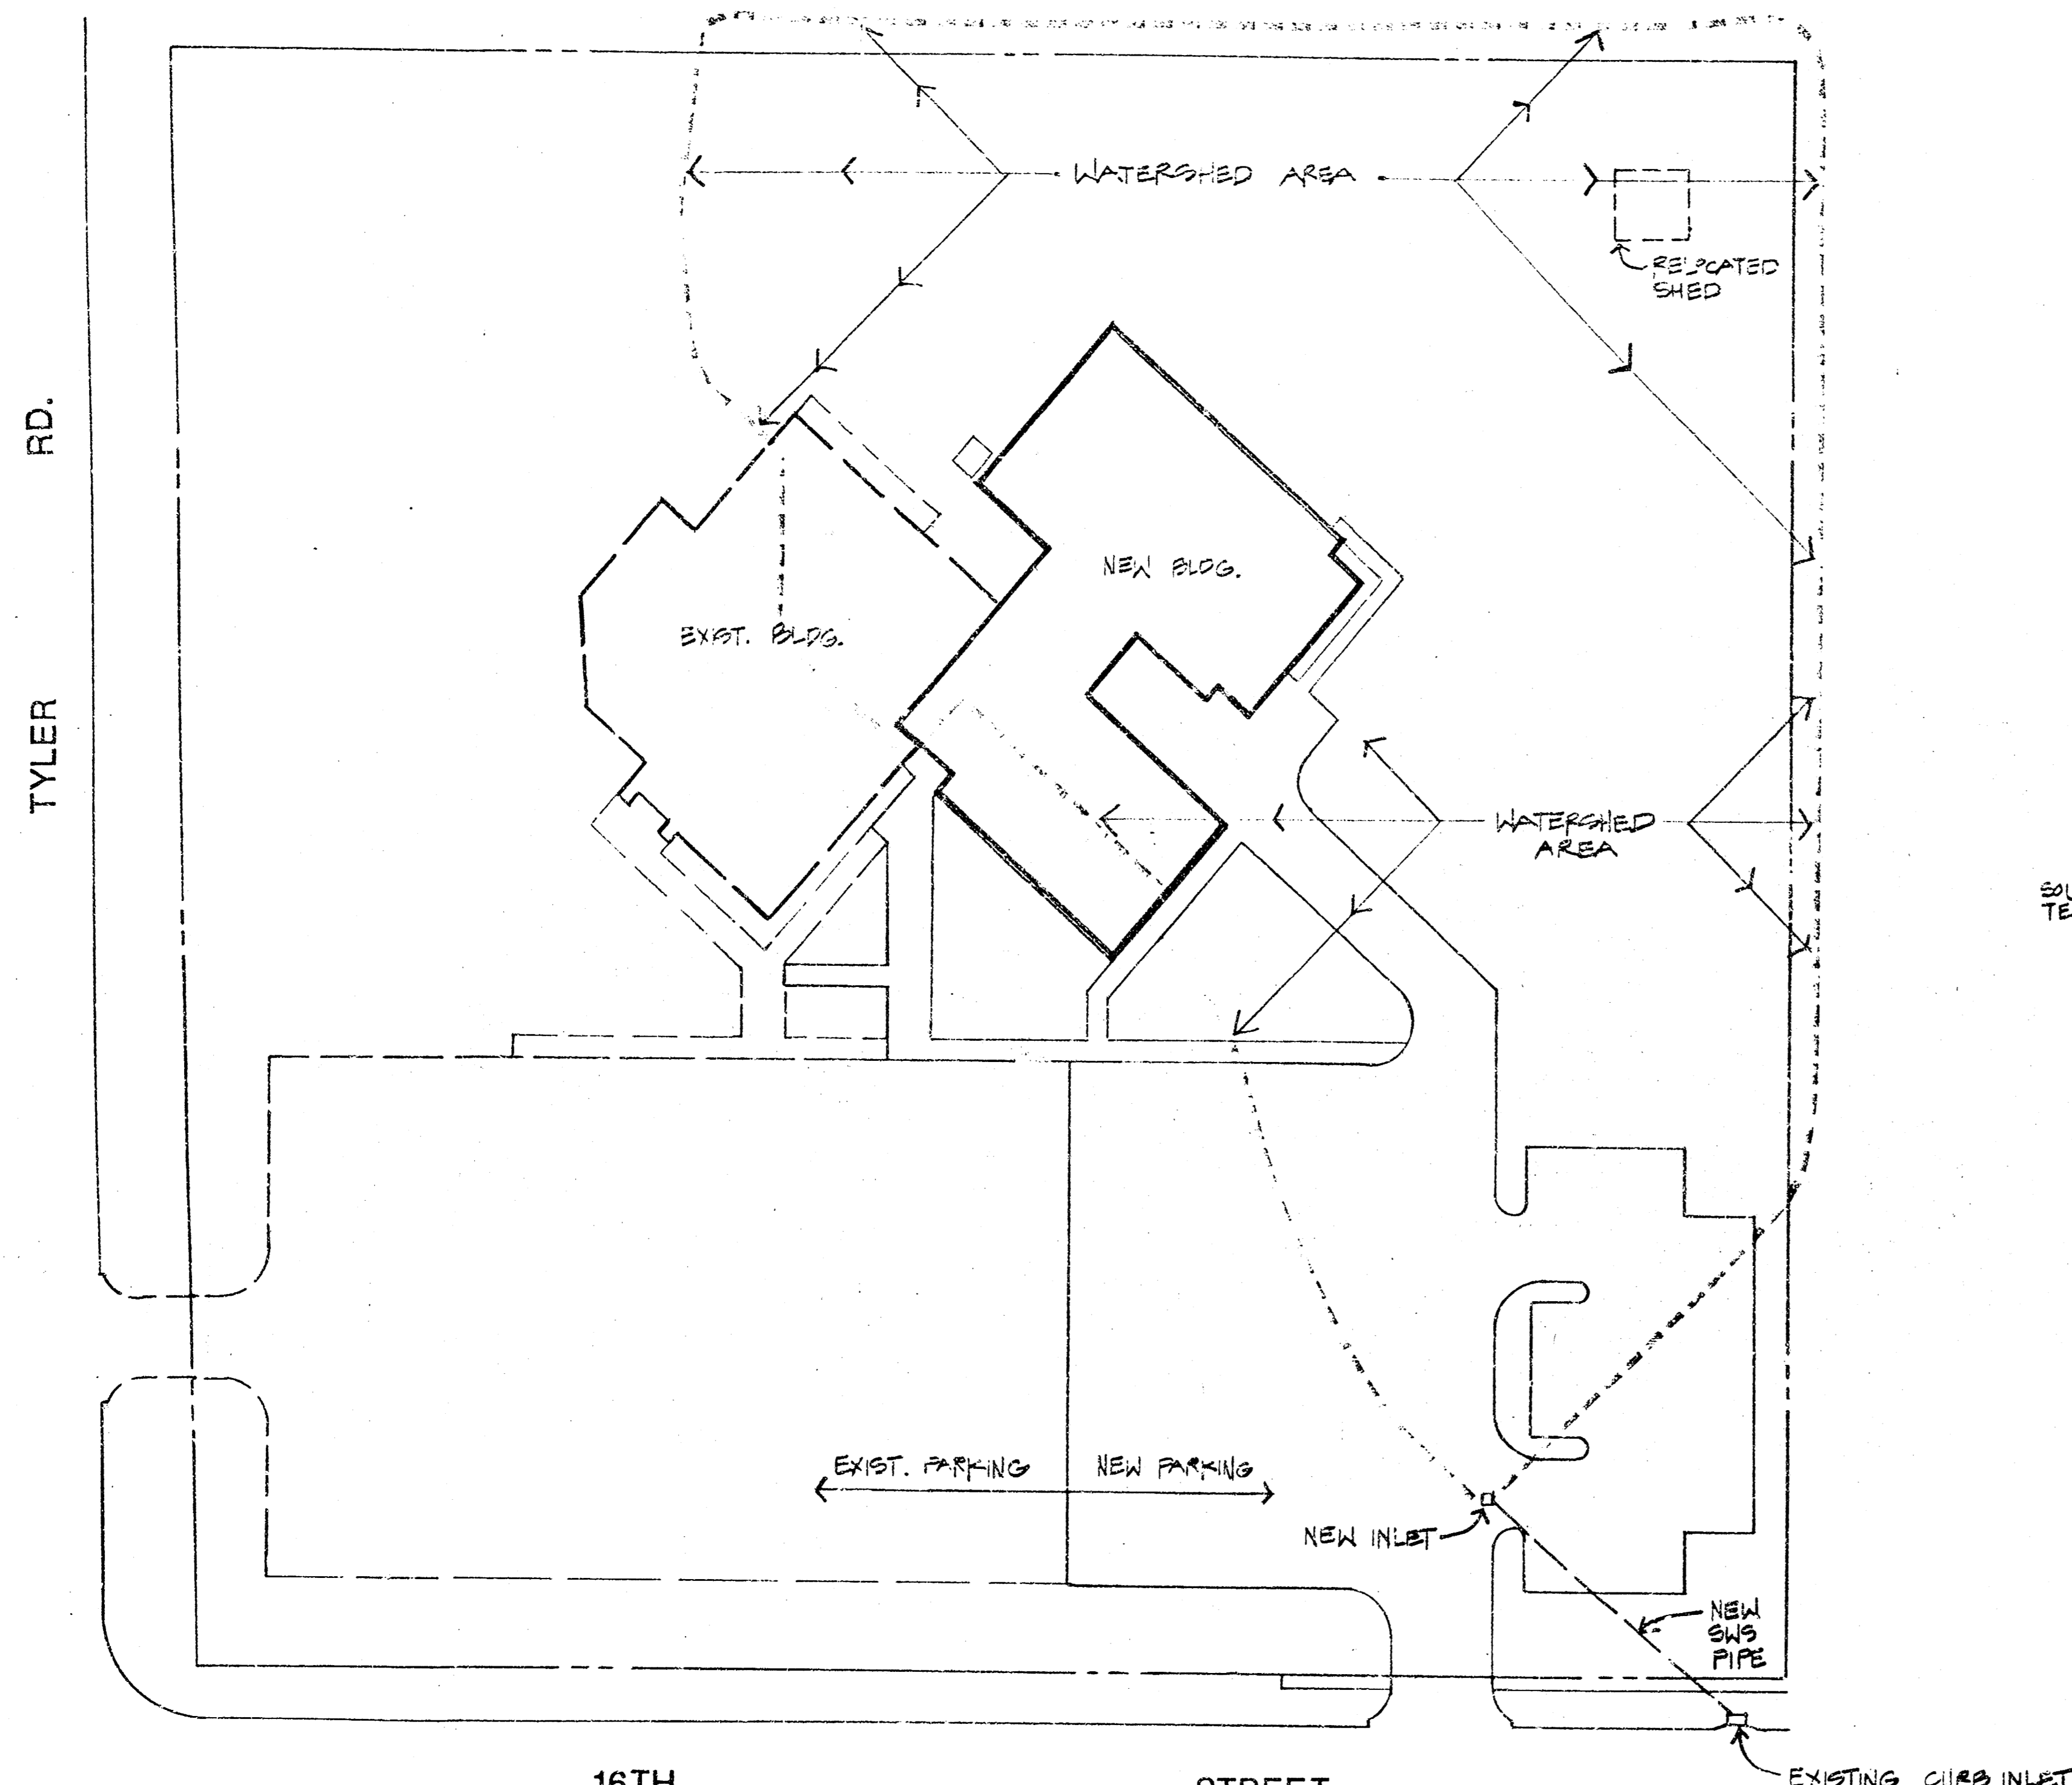 WATERSHED AREA
RELOCATED
SHED
RD.
TYLER
NEW BLDG.
EXIST. BLDG.
WATERSHED
AREA
EXIST. PARKING
NEW PARKING
NEW INLET
NEW
SWS
PIPE
16TH
STREET
EXISTING CURB INLET